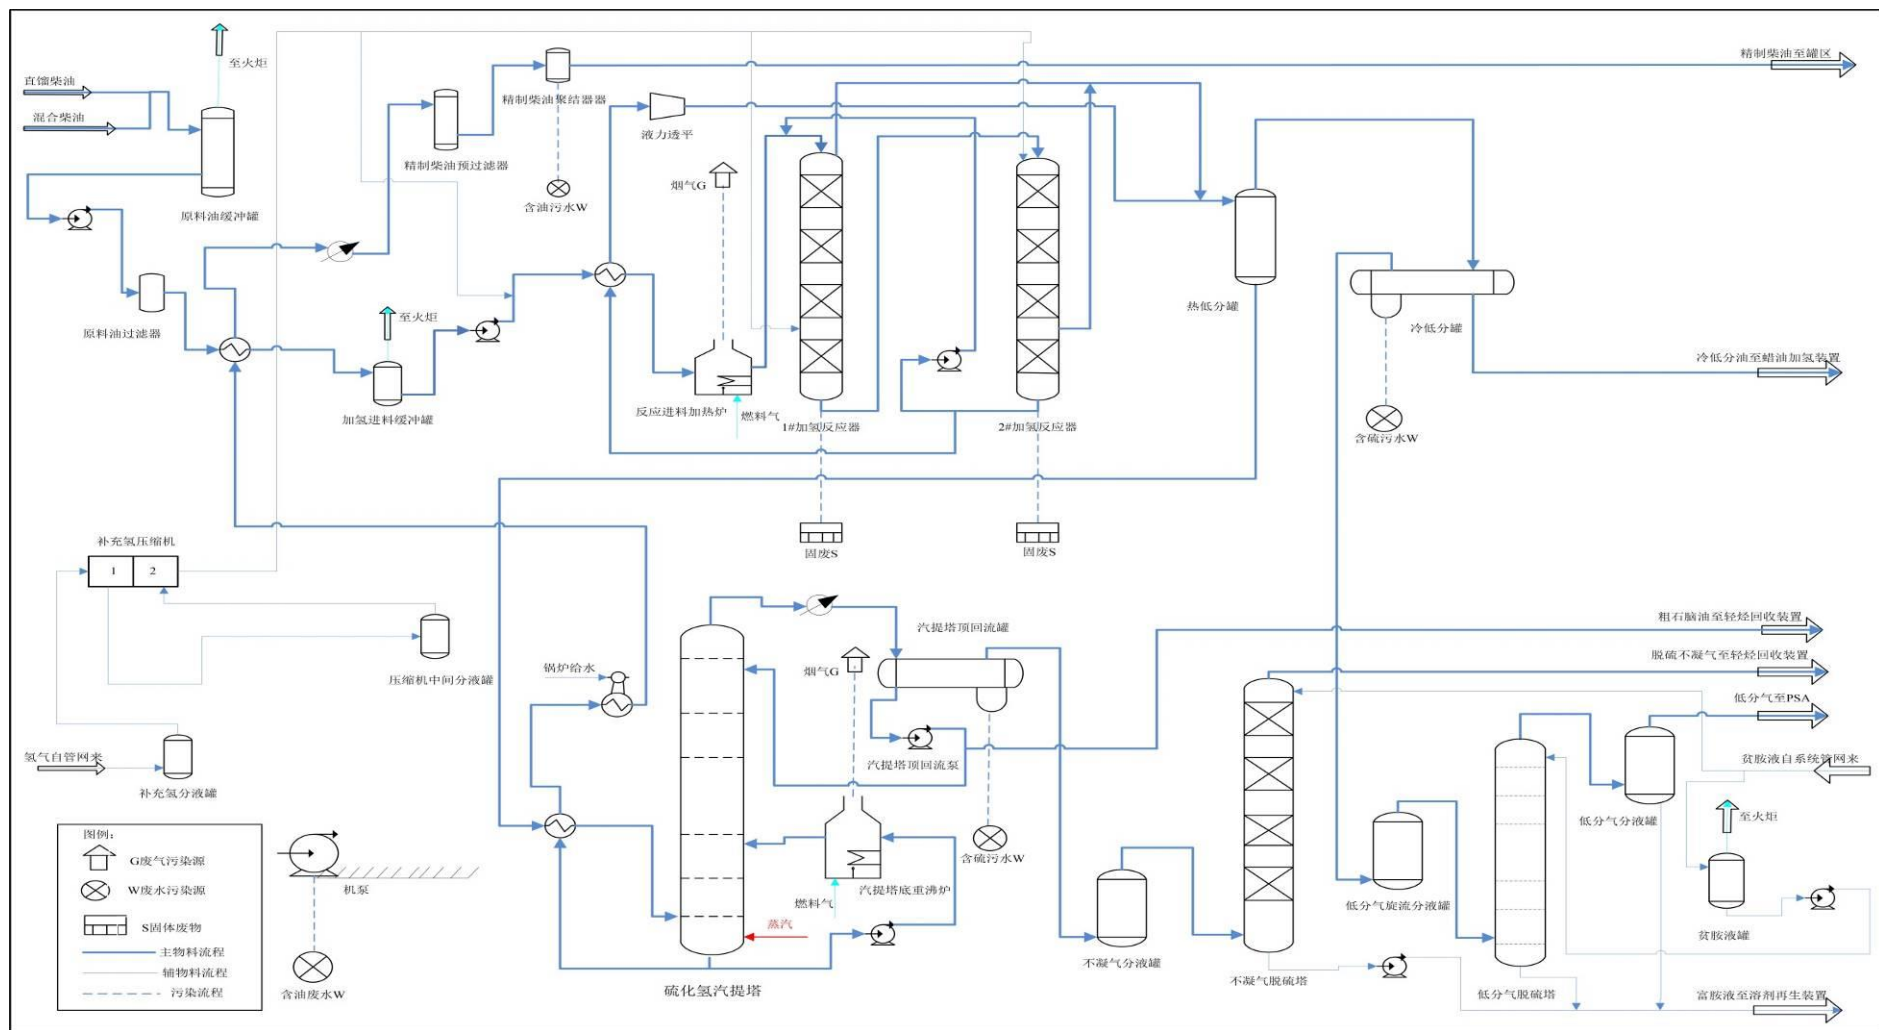 至火炬
直馏柴油
混合柴油
原料油缓冲罐
原料油过滤器
精制柴油预过滤器
精制柴油聚结器器
含油污水W
液力透平
精制柴油至罐区
烟气G
至火炬
加氢进料缓冲罐
反应进料加热炉
燃料气
1#加氢反应器
2#加氢反应器
固废S
固废S
热低分罐
冷低分罐
冷低分油至蜡油加氢装置
含硫污水W
补充氢压缩机
1
2
压缩机中间分液罐
氢气自管网来
补充氢分液罐
锅炉给水
汽提塔顶回流罐
烟气G
汽提塔顶回流泵
汽提塔底重沸炉
燃料气
蒸汽
硫化氢汽提塔
含硫污水W
不凝气分液罐
不凝气脱硫塔
粗石脑油至轻烃回收装置
脱硫不凝气至轻烃回收装置
低分气至PSA
贫胺液自系统管网来
低分气分液罐
至火炬
低分气旋流分液罐
贫胺液罐
低分气脱硫塔
富胺液至溶剂再生装置
图例：
G废气污染源
W废水污染源
S固体废物
主物料流程
辅物料流程
污染流程
机泵
含油废水W